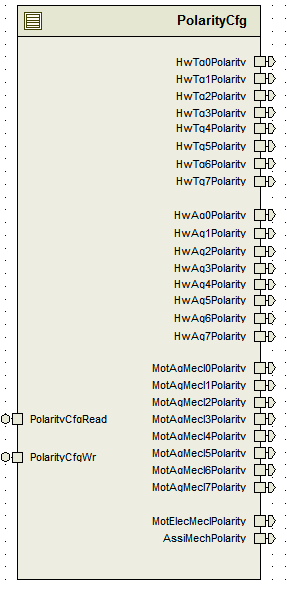 PolarityCfg
HwTq0Polarity
HwTq1Polarity
HwTq2Polarity
HwTq3Polarity
HwTq4Polarity
HwTq5Polarity
HwTq6Polarity
HwTq7Polarity
HwAg0Polarity
HwAg1Polarity
HwAg2Polarity
HwAg3Polarity
HwAg4Polarity
HwAg5Polarity
HwAg6Polarity
HwAg7Polarity
MotAgMecl0Polarity
MotAgMecl1Polarity
MotAgMecl2Polarity
PolarityCfgRead
MotAgMecl3Polarity
MotAgMecl4Polarity
PolarityCfgWr
MotAgMecl5Polarity
MotAgMecl6Polarity
MotAgMecl7Polarity
MotElecMeclPolarity
AssiMechPolarity